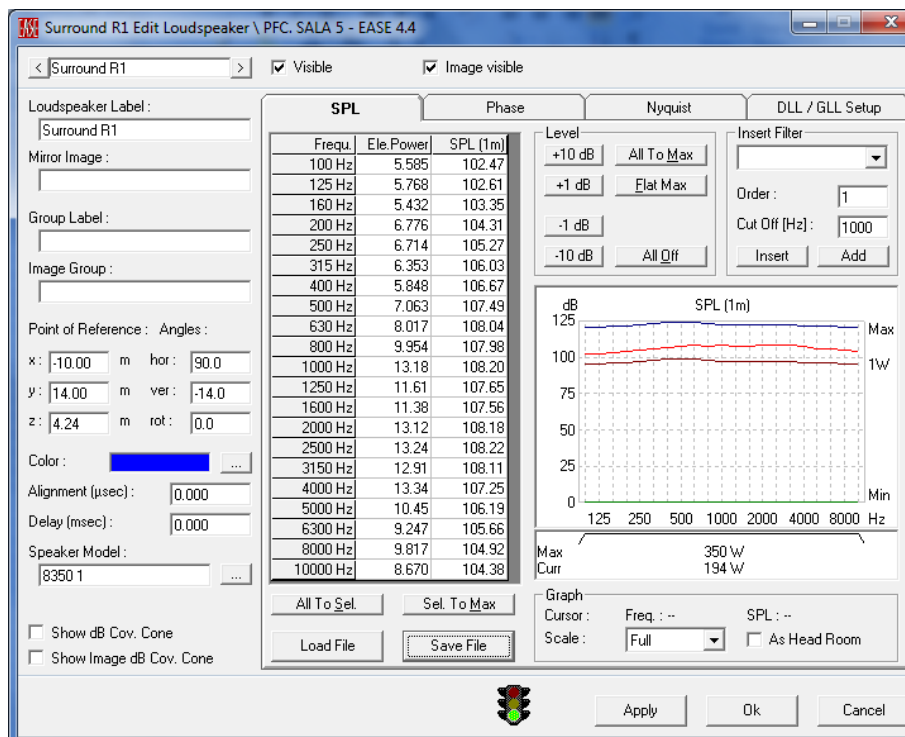 EASE Surround R1 Edit Loudspeaker \ PFC. SALA 5 - EASE 4.4
< Surround R1 > Visible Image visible
Loudspeaker Label :
Surround R1
Mirror Image :
Group Label :
Image Group :
Point of Reference : Angles :
x : -10.00 m hor : 90.0
y : 14.00 m ver : -14.0
z : 4.24 m rot : 0.0
Color : ...
Alignment (µsec) : 0.000
Delay (msec) : 0.000
Speaker Model :
8350 1 ...
Show dB Cov. Cone
Show Image dB Cov. Cone
SPL Phase Nyquist DLL / GLL Setup
Frequ. Ele.Power SPL (1m)
100 Hz 5.585 102.47
125 Hz 5.768 102.61
160 Hz 5.432 103.35
200 Hz 6.776 104.31
250 Hz 6.714 105.27
315 Hz 6.353 106.03
400 Hz 5.848 106.67
500 Hz 7.063 107.49
630 Hz 8.017 108.04
800 Hz 9.954 107.98
1000 Hz 13.18 108.20
1250 Hz 11.61 107.65
1600 Hz 11.38 107.56
2000 Hz 13.12 108.18
2500 Hz 13.24 108.22
3150 Hz 12.91 108.11
4000 Hz 13.34 107.25
5000 Hz 10.45 106.19
6300 Hz 9.247 105.66
8000 Hz 9.817 104.92
10000 Hz 8.670 104.38
All To Sel. Sel. To Max
Load File Save File
Level
+10 dB All To Max
+1 dB Flat Max
-1 dB
-10 dB All Off
Insert Filter
Order : 1
Cut Off [Hz] : 1000
Insert Add
dB SPL (1m)
125 Max
100 1W
75
50
25
0 Min
125 250 500 1000 2000 4000 8000 Hz
Max 350 W
Curr 194 W
Graph
Cursor : Freq. : -- SPL : --
Scale : Full As Head Room
Apply Ok Cancel